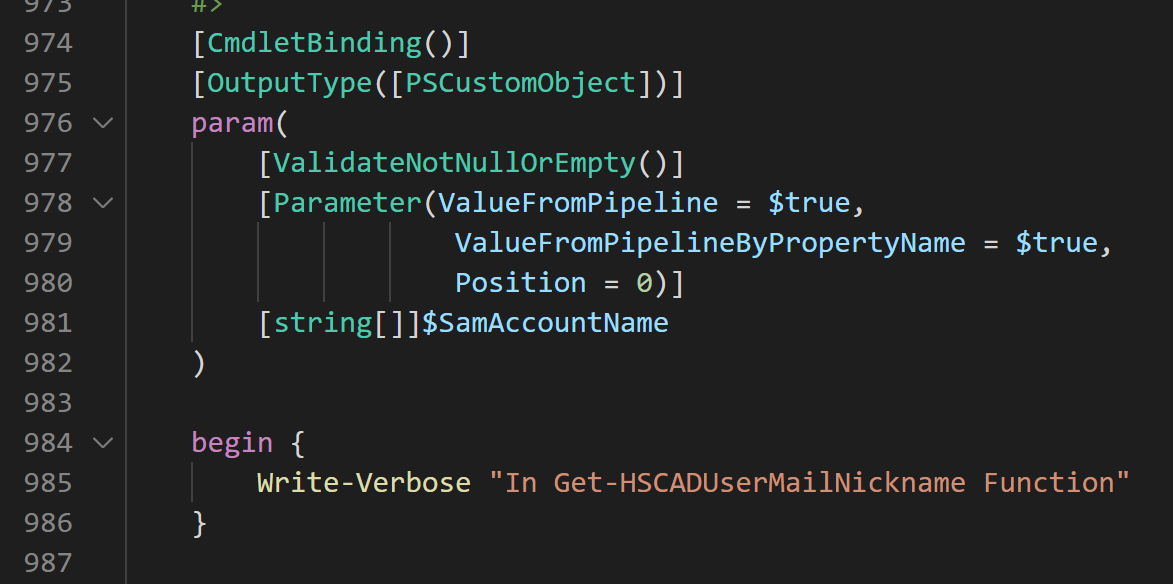 973 #>
974 [CmdletBinding()]
975 [OutputType([PSCustomObject])]
976 param(
977 [ValidateNotNullOrEmpty()]
978 [Parameter(ValueFromPipeline = $true,
979 ValueFromPipelineByPropertyName = $true,
980 Position = 0)]
981 [string[]]$SamAccountName
982 )
983
984 begin {
985 Write-Verbose "In Get-HSCADUserMailNickname Function"
986 }
987